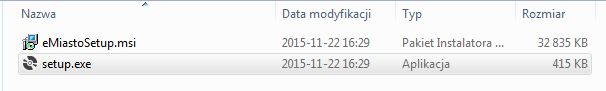 Nazwa Data modyfikacji Typ Rozmiar
eMiastoSetup.msi 2015-11-22 16:29 Pakiet Instalatora ... 32 835 KB
setup.exe 2015-11-22 16:29 Aplikacja 415 KB